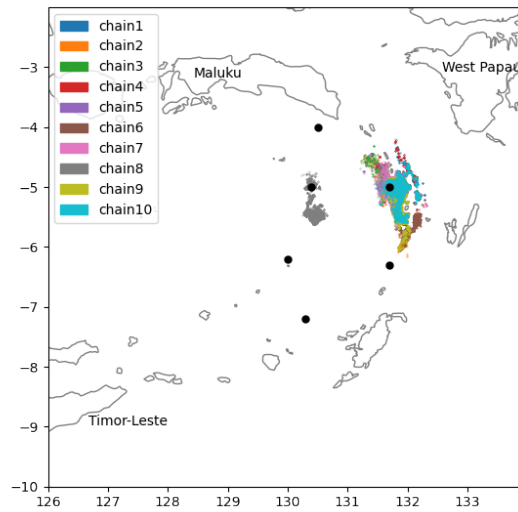 chain1
chain2
chain3
chain4
chain5
chain6
chain7
chain8
chain9
chain10
Maluku
West Papau
Timor-Leste
−3
−4
−5
−6
−7
−8
−9
−10
126 127 128 129 130 131 132 133